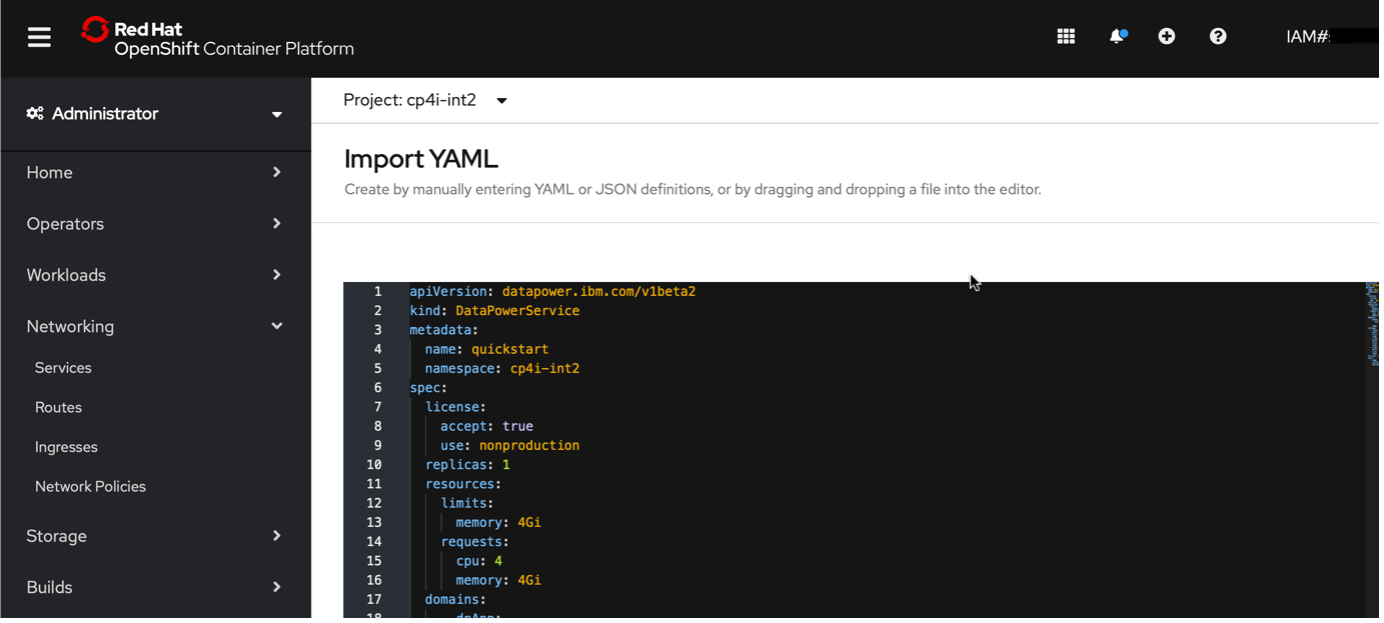 Red Hat
OpenShift Container Platform
IAM#
Administrator
Project: cp4i-int2
Home
Operators
Workloads
Networking
Services
Routes
Ingresses
Network Policies
Storage
Builds
Import YAML
Create by manually entering YAML or JSON definitions, or by dragging and dropping a file into the editor.
1 apiVersion: datapower.ibm.com/v1beta2
2 kind: DataPowerService
3 metadata:
4 name: quickstart
5 namespace: cp4i-int2
6 spec:
7 license:
8 accept: true
9 use: nonproduction
10 replicas: 1
11 resources:
12 limits:
13 memory: 4Gi
14 requests:
15 cpu: 4
16 memory: 4Gi
17 domains:
18 dpApp: